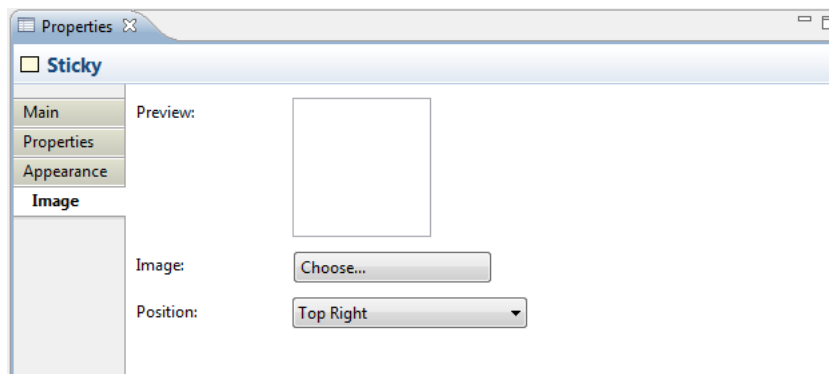 Properties
Sticky
Main
Properties
Appearance
Image
Preview:
Image:
Choose...
Position:
Top Right